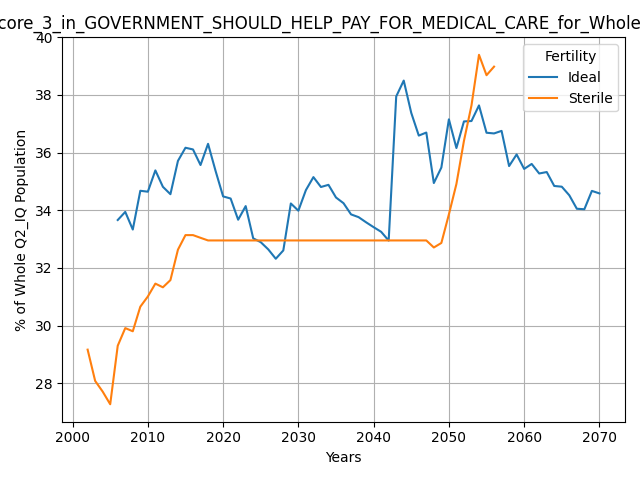 core_3_in_GOVERNMENT_SHOULD_HELP_PAY_FOR_MEDICAL_CARE_for_Whole
% of Whole Q2_IQ Population
40
38
36
34
32
30
28
Fertility
Ideal
Sterile
2000 2010 2020 2030 2040 2050 2060 2070
Years